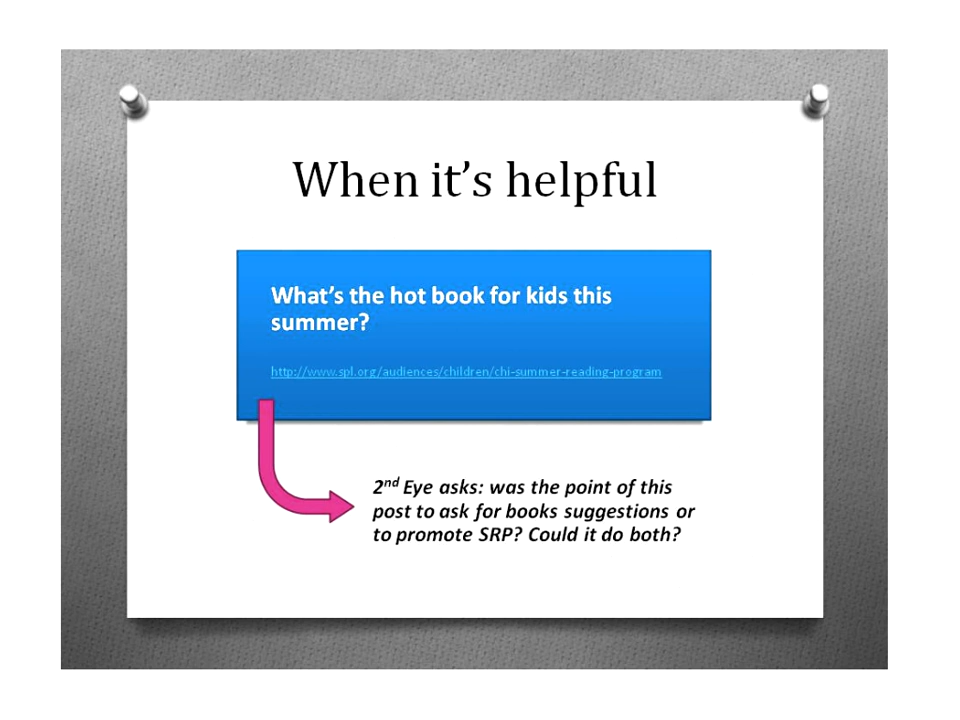 When it's helpful
What's the hot book for kids this
summer?
http://www.spl.org/audiences/children/chi-summer-reading-program
2nd Eye asks: was the point of this
post to ask for books suggestions or
to promote SRP? Could it do both?